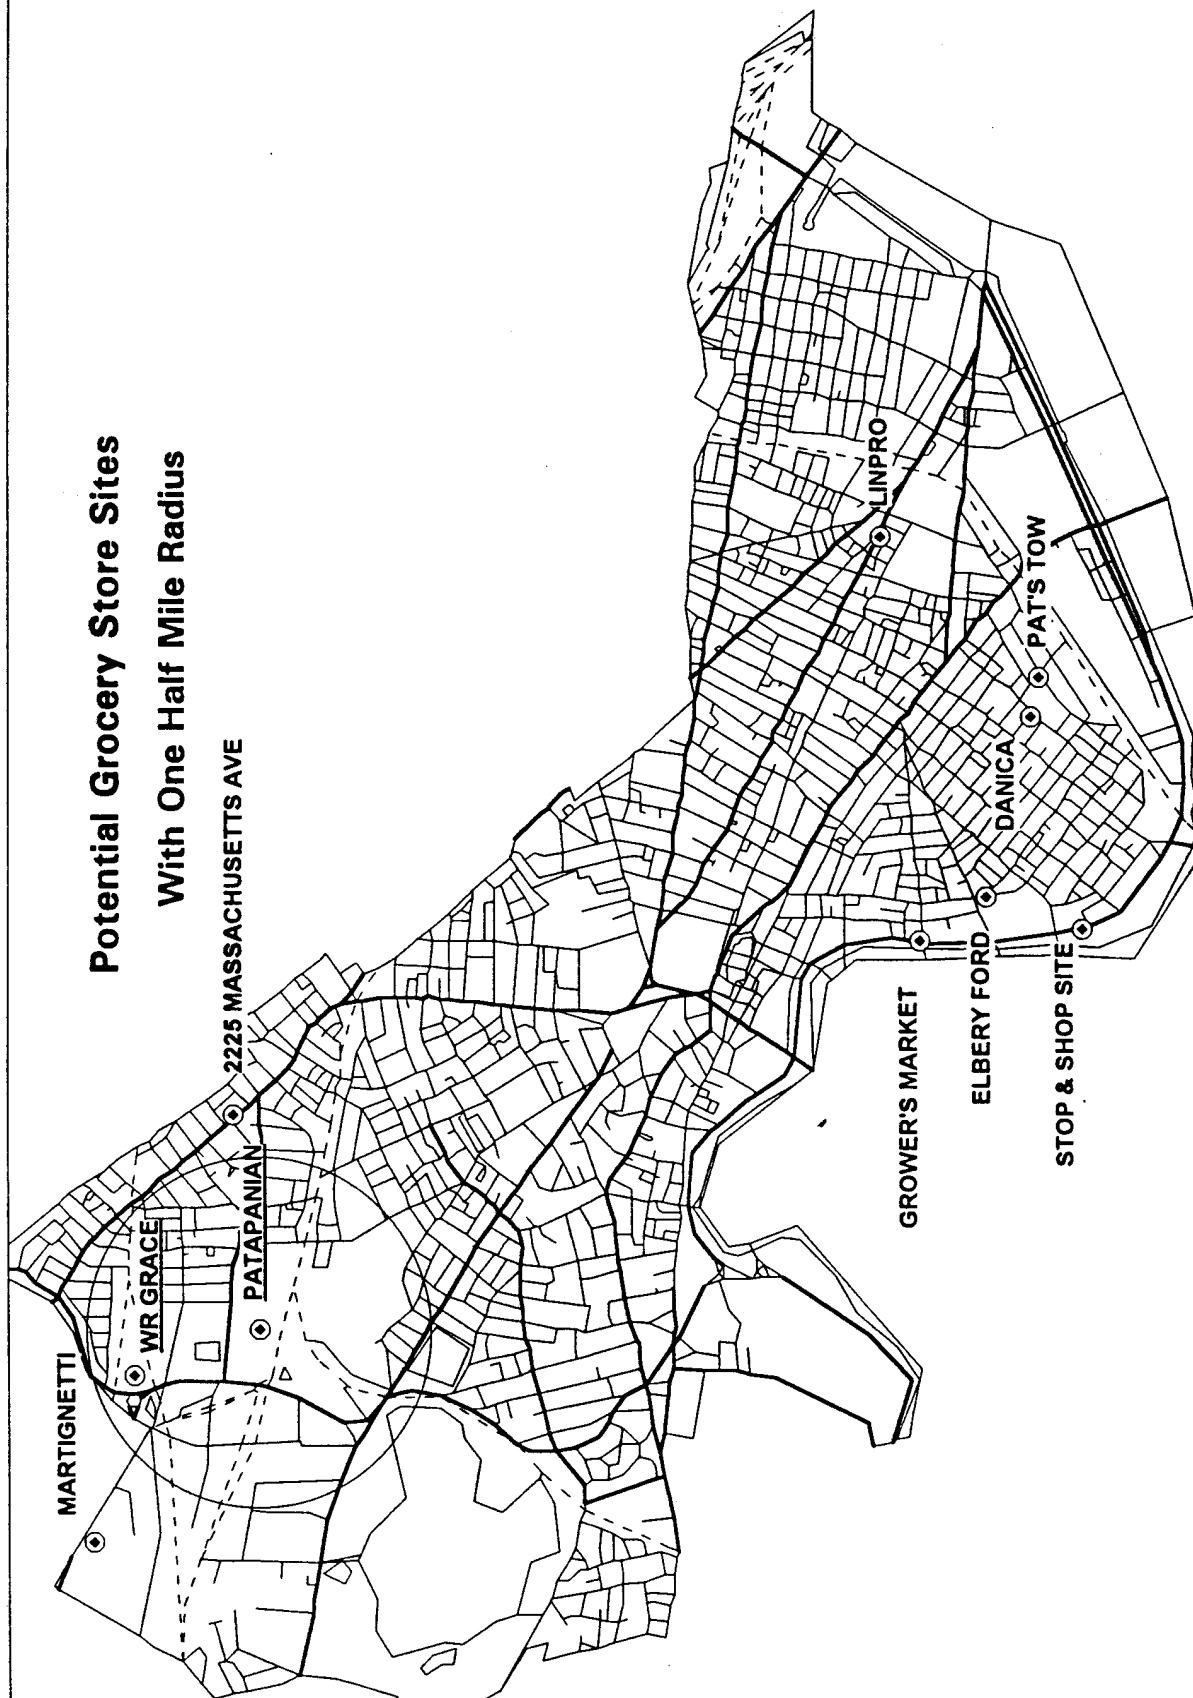 Potential Grocery Store Sites
With One Half Mile Radius
MARTIGNETTI
WR GRACE
2225 MASSACHUSETTS AVE
PATAPANIAN
LINPRO
GROWER'S MARKET
ELBERY FORD
DANICA
PAT'S TOW
STOP & SHOP SITE